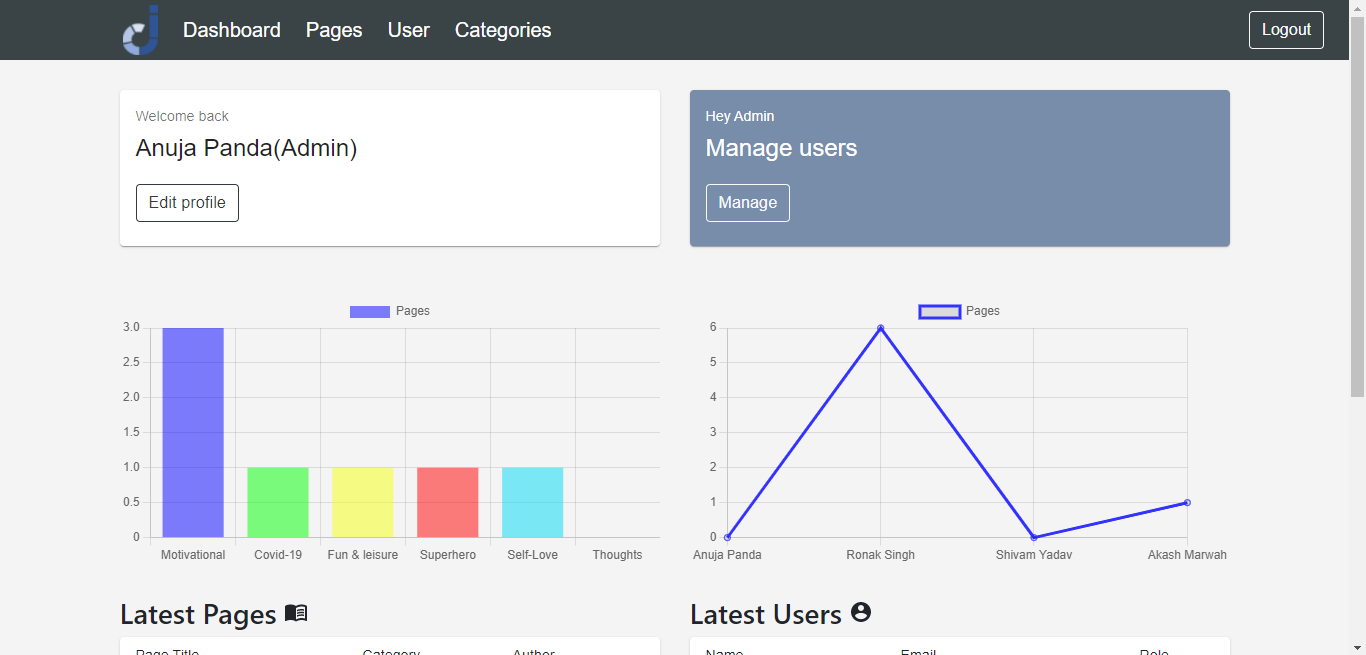 Dashboard Pages User Categories Logout
Welcome back
Anuja Panda(Admin)
Edit profile
Hey Admin
Manage users
Manage
Pages
3.0
2.5
2.0
1.5
1.0
0.5
0
Motivational Covid-19 Fun & leisure Superhero Self-Love Thoughts
Pages
6
5
4
3
2
1
0
Anuja Panda Ronak Singh Shivam Yadav Akash Marwah
Latest Pages
Page Title Category Author
Latest Users
Name Email Role